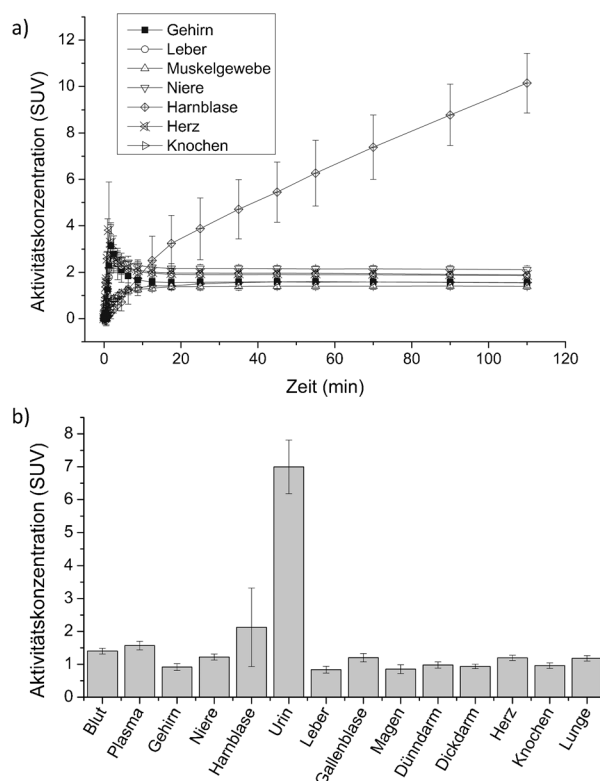 a)
Aktivitätskonzentration (SUV)
12
10
8
6
4
2
0
Gehirn
Leber
Muskelgewebe
Niere
Harnblase
Herz
Knochen
0 20 40 60 80 100 120
Zeit (min)
b)
Aktivitätskonzentration (SUV)
8
7
6
5
4
3
2
1
0
Blut
Plasma
Gehirn
Niere
Harnblase
Urin
Leber
Gallenblase
Magen
Dünndarm
Dickdarm
Herz
Knochen
Lunge